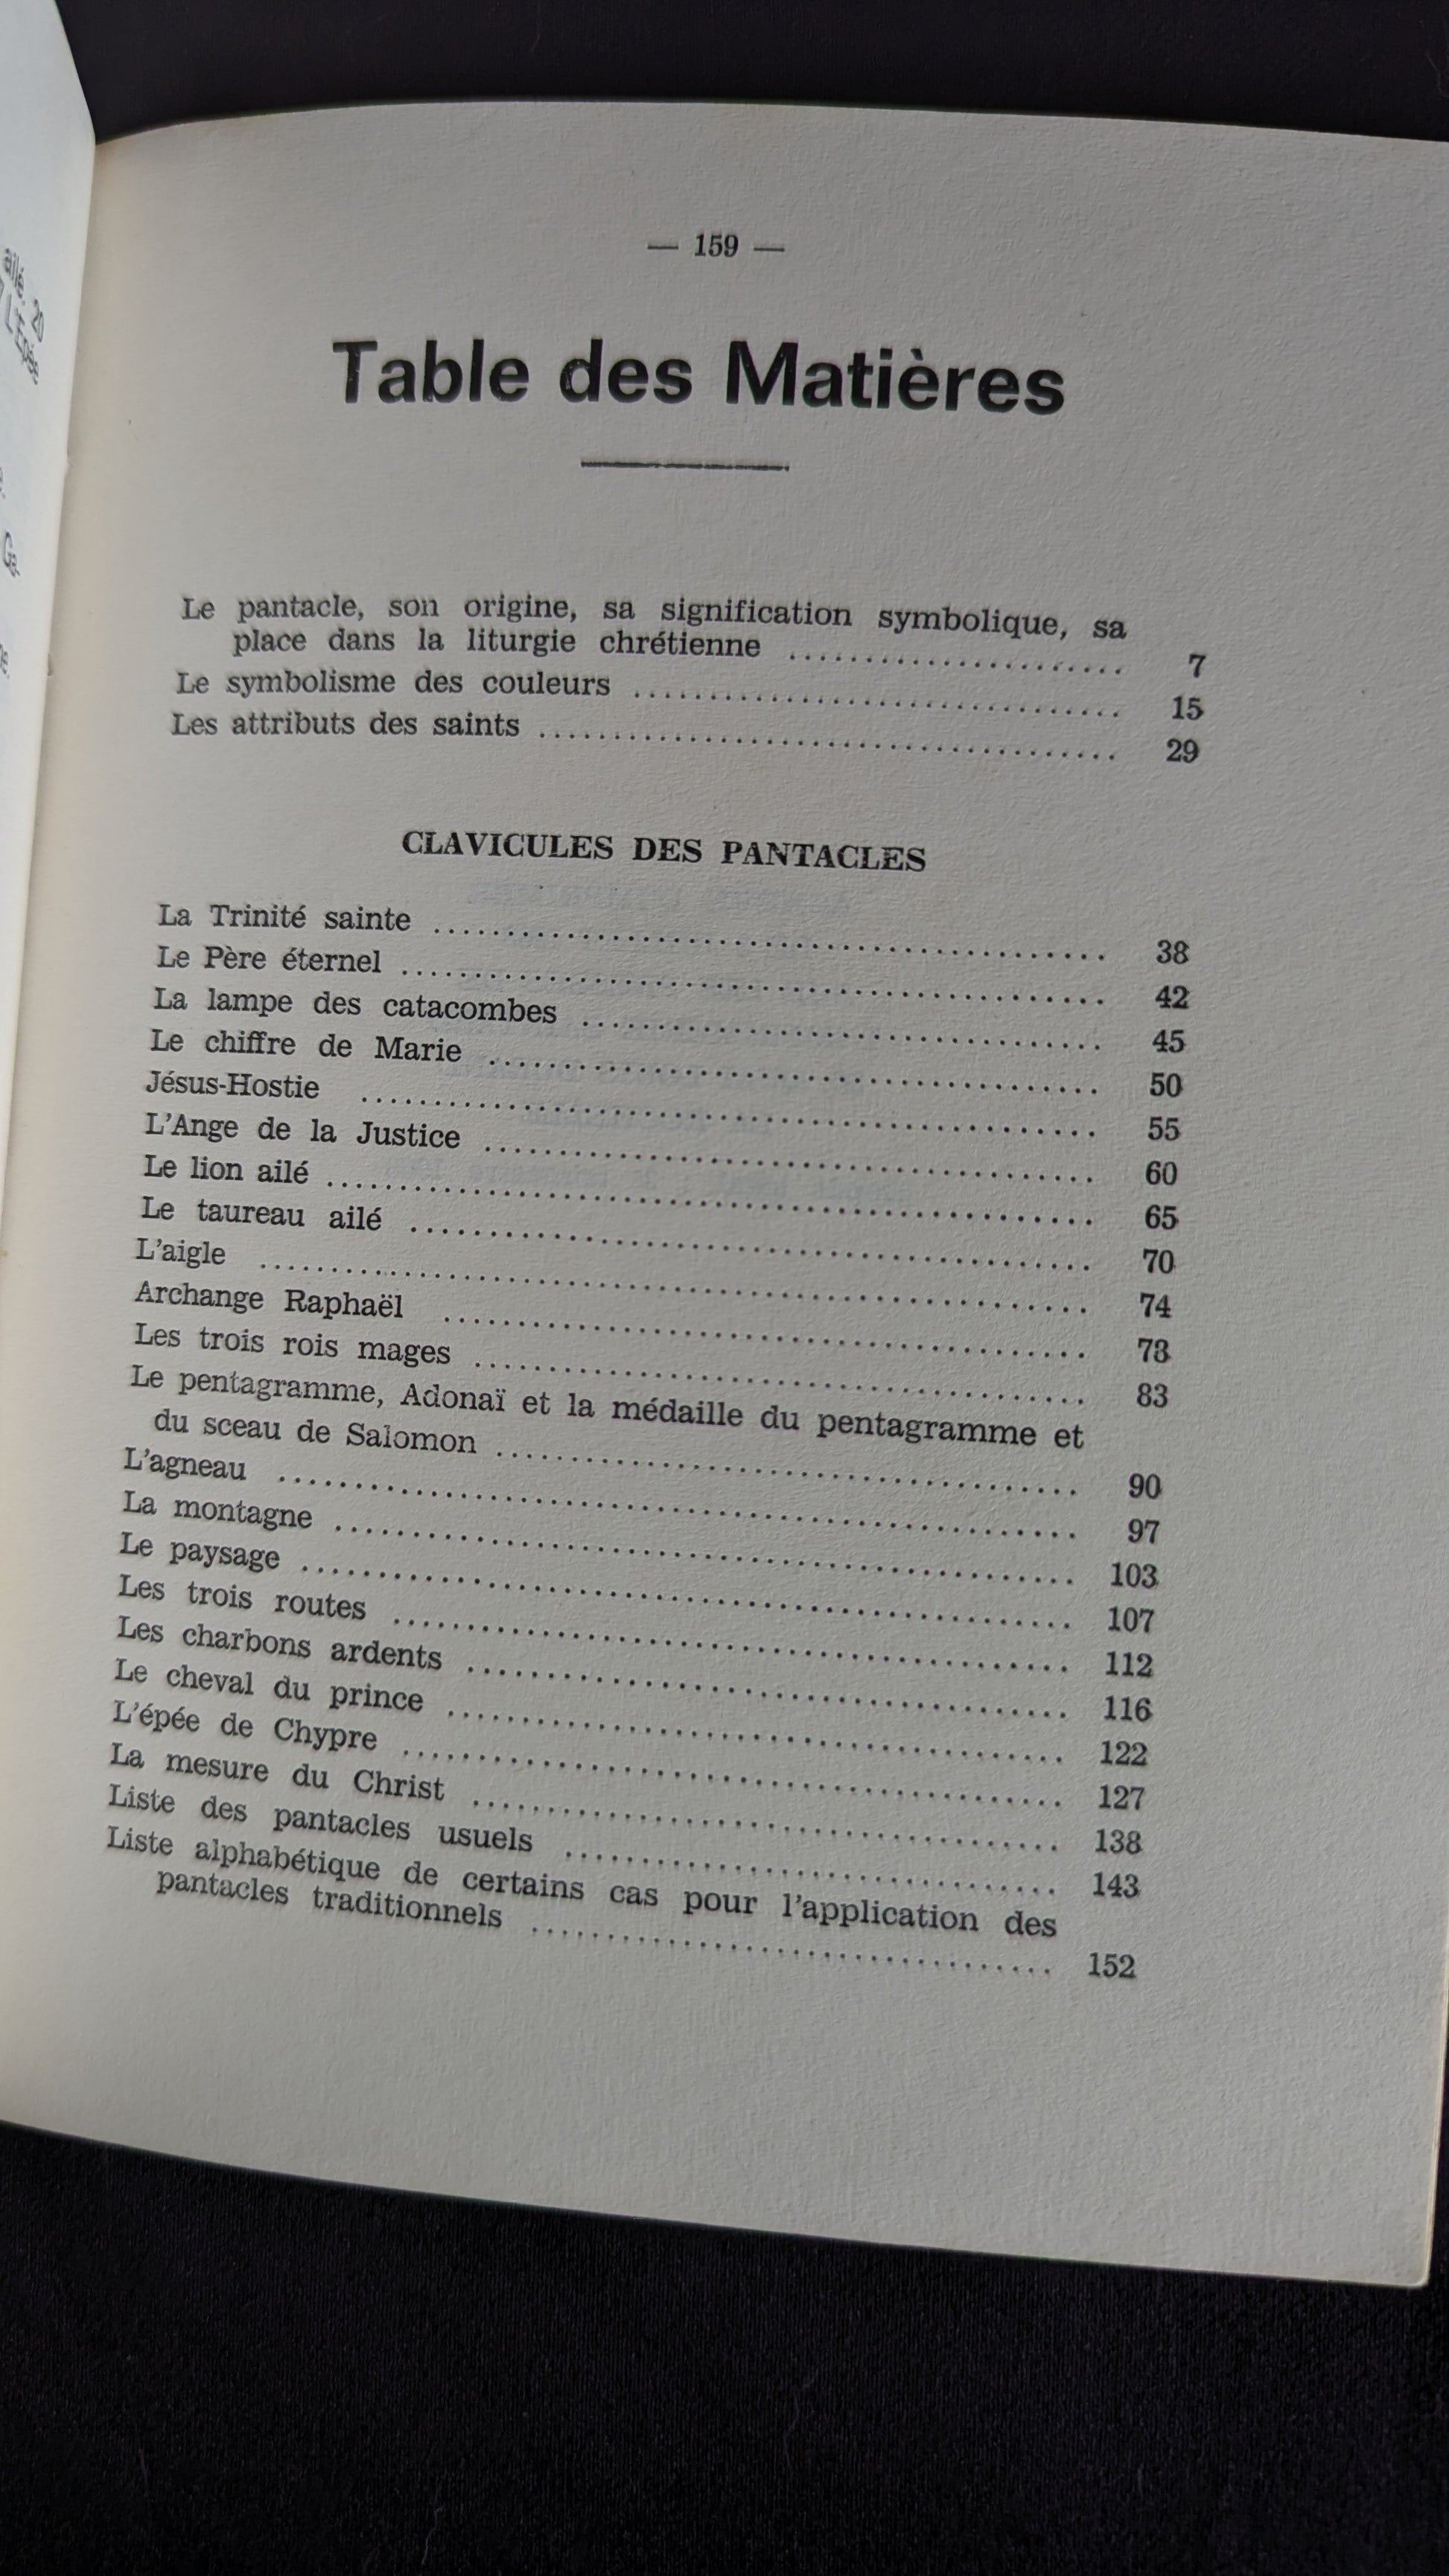 ailé. 20
L'Epée
Ga-
— 159 —
Table des Matières
Le pantacle, son origine, sa signification symbolique, sa
place dans la liturgie chrétienne ...................... 7
Le symbolisme des couleurs ................................. 15
Les attributs des saints ....................................... 29
CLAVICULES DES PANTACLES
La Trinité sainte .............................................. 38
Le Père éternel ................................................ 42
La lampe des catacombes .................................... 45
Le chiffre de Marie .......................................... 50
Jésus-Hostie .................................................. 55
L'Ange de la Justice .......................................... 60
Le lion ailé .................................................... 65
Le taureau ailé .............................................. 70
L'aigle ........................................................ 74
Archange Raphaël ............................................ 78
Les trois rois mages .......................................... 83
Le pentagramme, Adonaï et la médaille du pentagramme et
du sceau de Salomon ........................................ 90
L'agneau ...................................................... 97
La montagne .................................................. 103
Le paysage .................................................... 107
Les trois routes .............................................. 112
Les charbons ardents ........................................ 116
Le cheval du prince .......................................... 122
L'épée de Chypre ............................................ 127
La mesure du Christ ........................................ 138
Liste des pantacles usuels .................................. 143
Liste alphabétique de certains cas pour l'application des
pantacles traditionnels .................................... 152